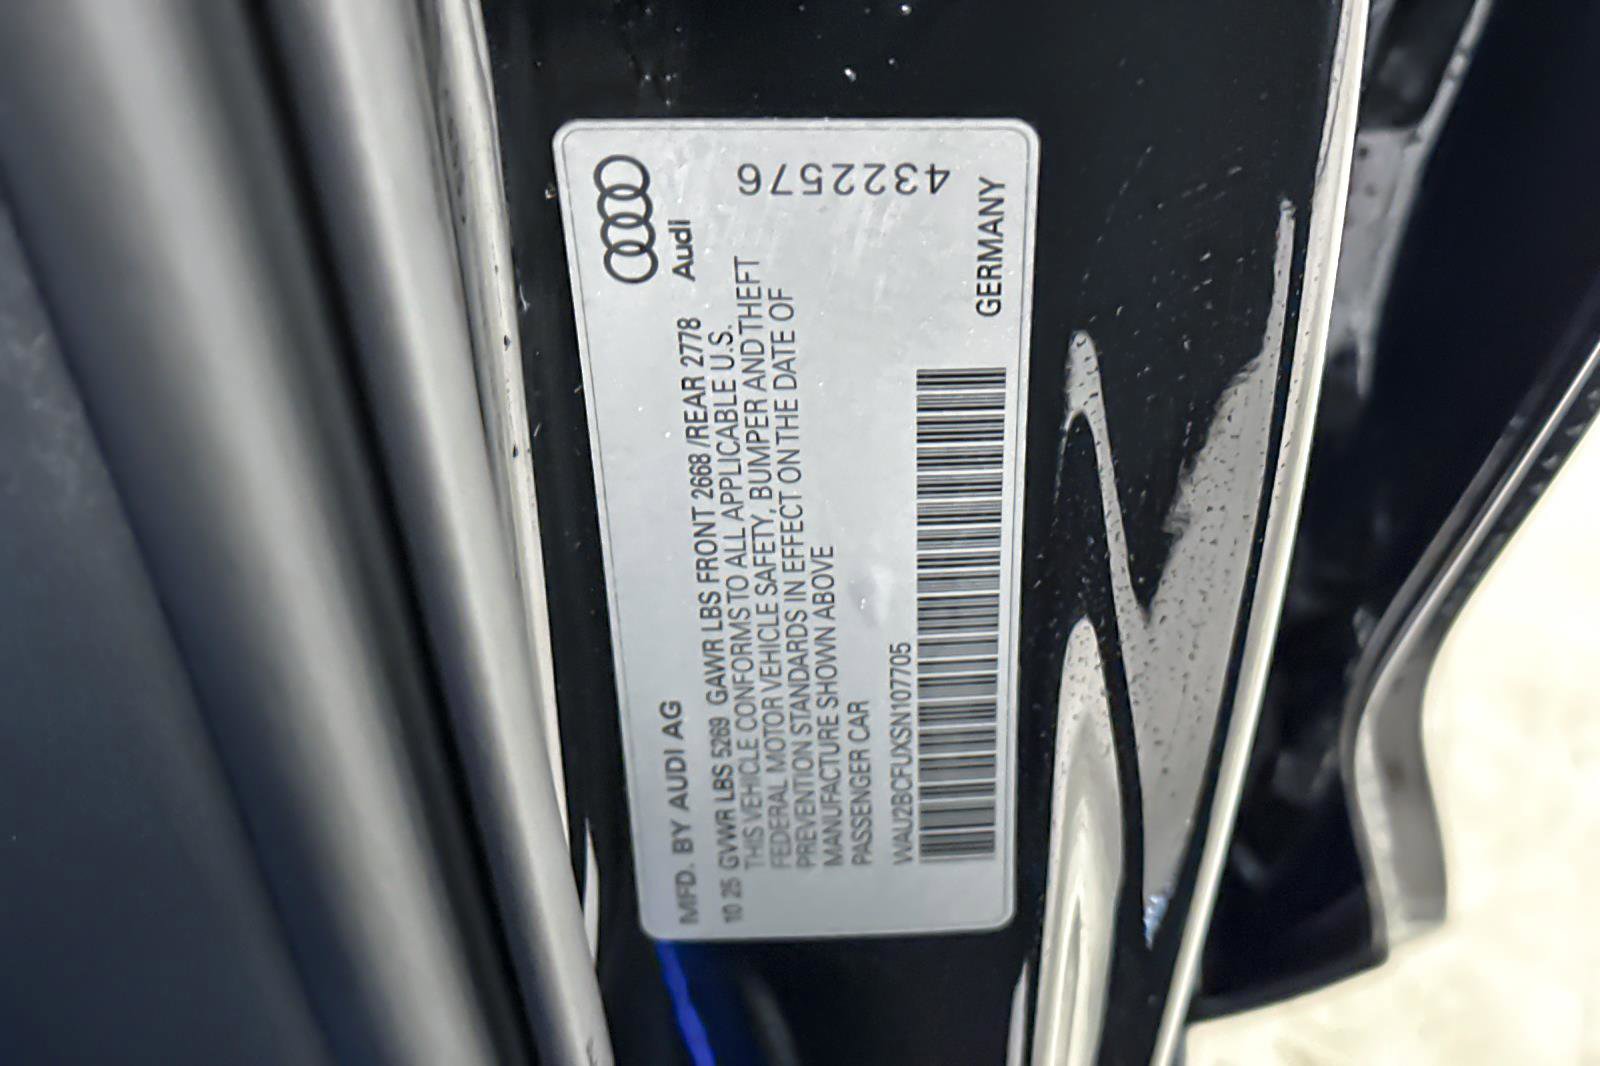 MFD. BY AUDI AG
Audi
10 25 GVWR LBS 5269 GAWR LBS FRONT 2668 /REAR 2778
THIS VEHICLE CONFORMS TO ALL APPLICABLE U.S.
FEDERAL MOTOR VEHICLE SAFETY, BUMPER AND THEFT
PREVENTION STANDARDS IN EFFECT ON THE DATE OF
MANUFACTURE SHOWN ABOVE
PASSENGER CAR
WAU2BCFUXSN107705
GERMANY
4322576